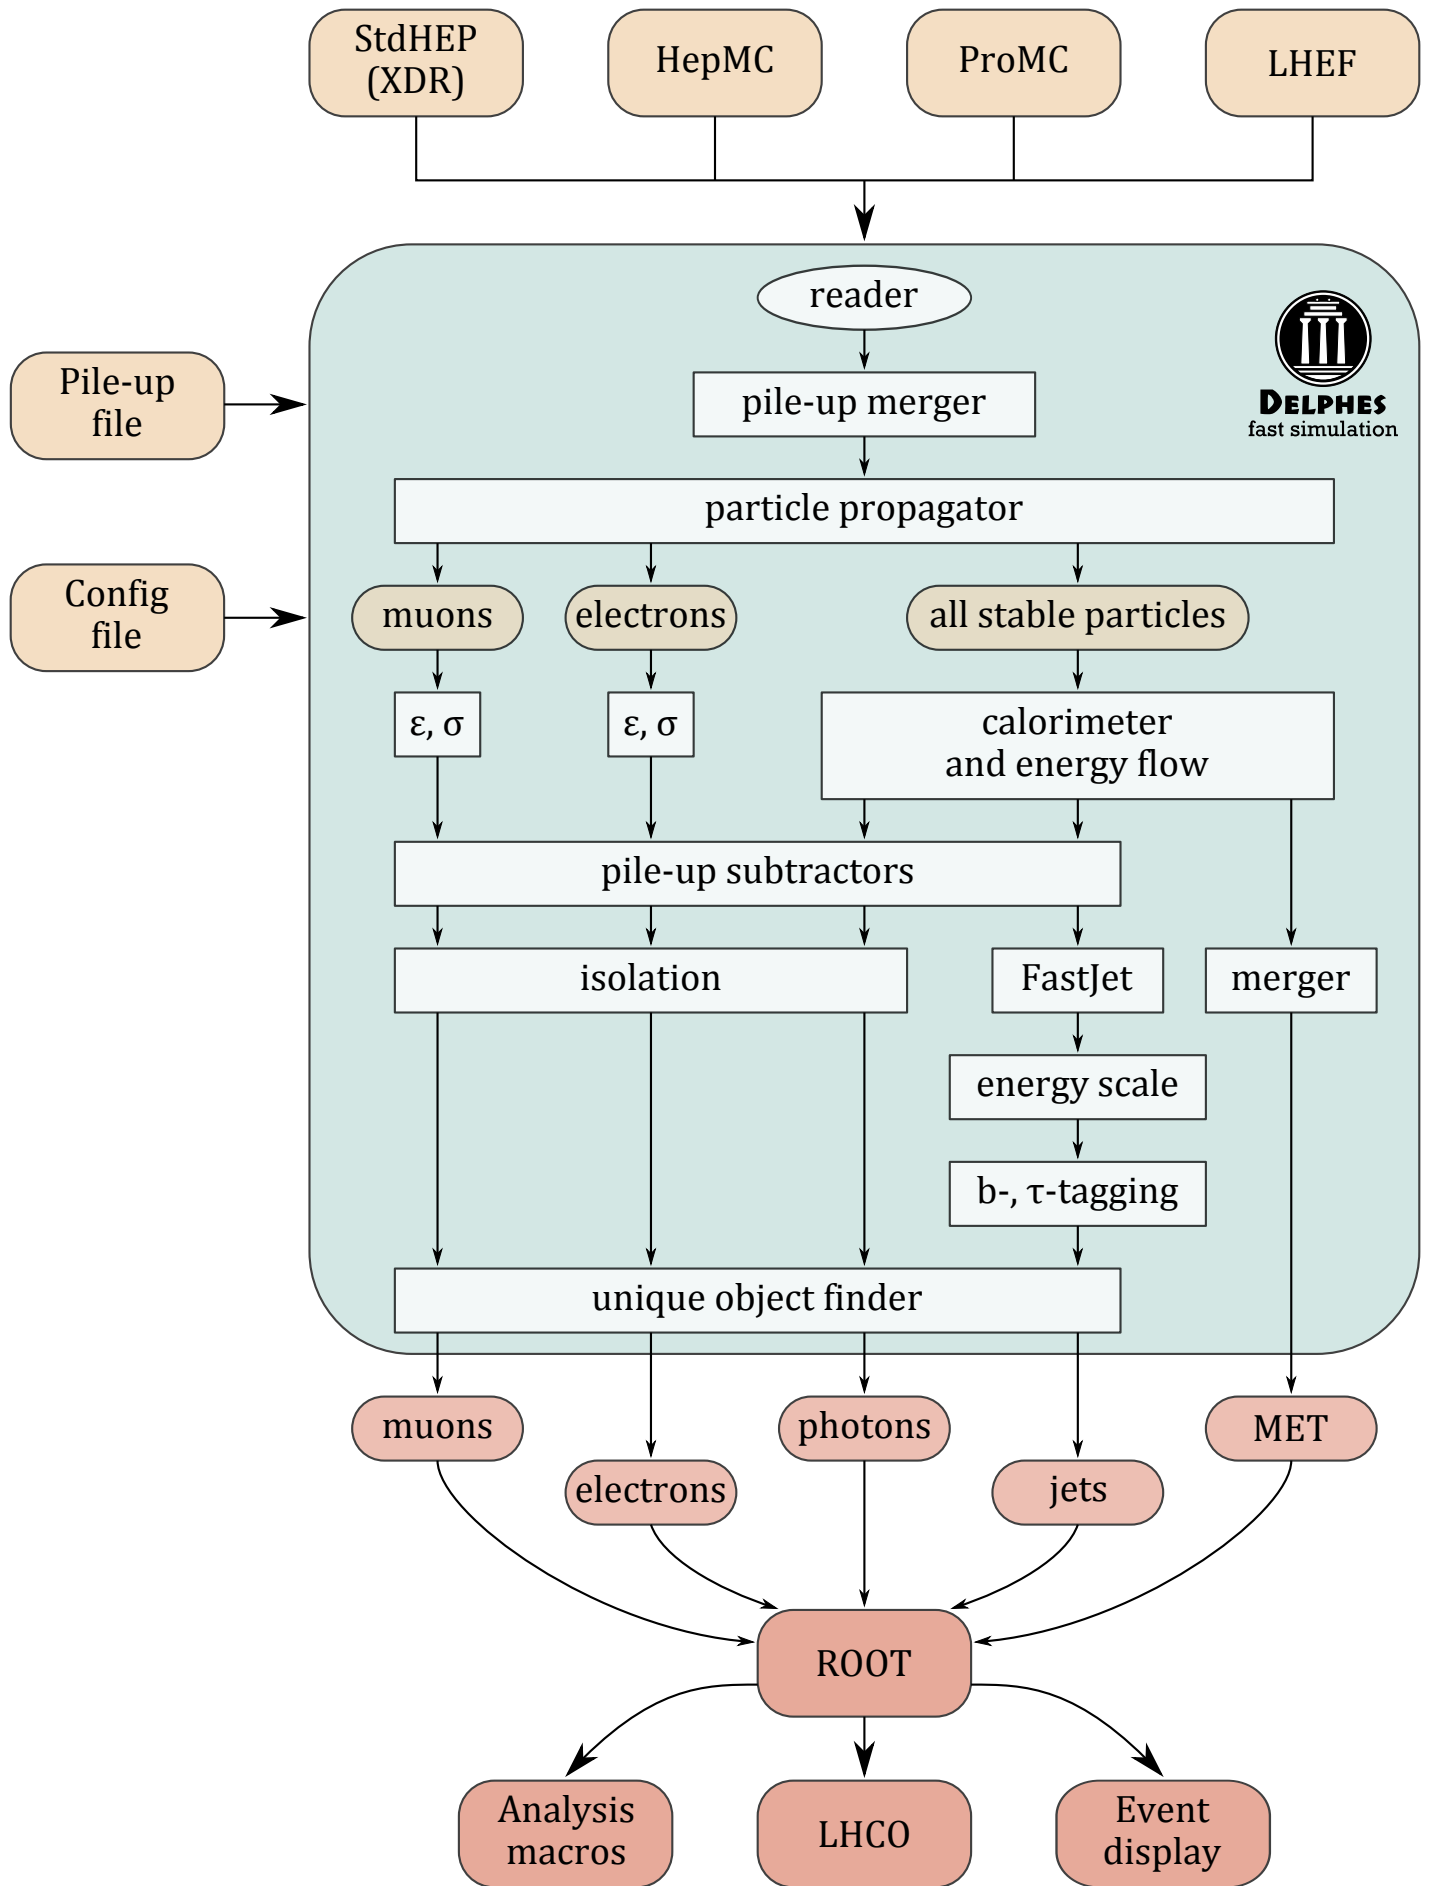 StdHEP
(XDR)
HepMC
ProMC
LHEF
reader
Pile-up
file
pile-up merger
DELPHES
fast simulation
particle propagator
Config
file
muons
electrons
all stable particles
ε, σ
ε, σ
calorimeter
and energy flow
pile-up subtractors
isolation
FastJet
merger
energy scale
b-, τ-tagging
unique object finder
muons
photons
MET
electrons
jets
ROOT
Analysis
macros
LHCO
Event
display